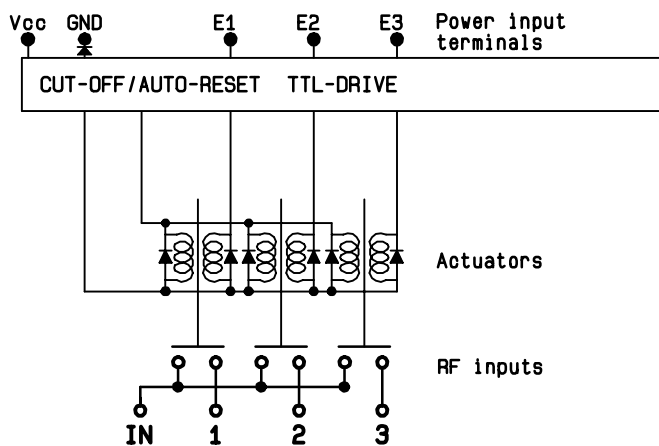 Vcc GND E1 E2 E3 Power input
terminals
CUT-OFF/AUTO-RESET TTL-DRIVE
Actuators
RF inputs
IN 1 2 3